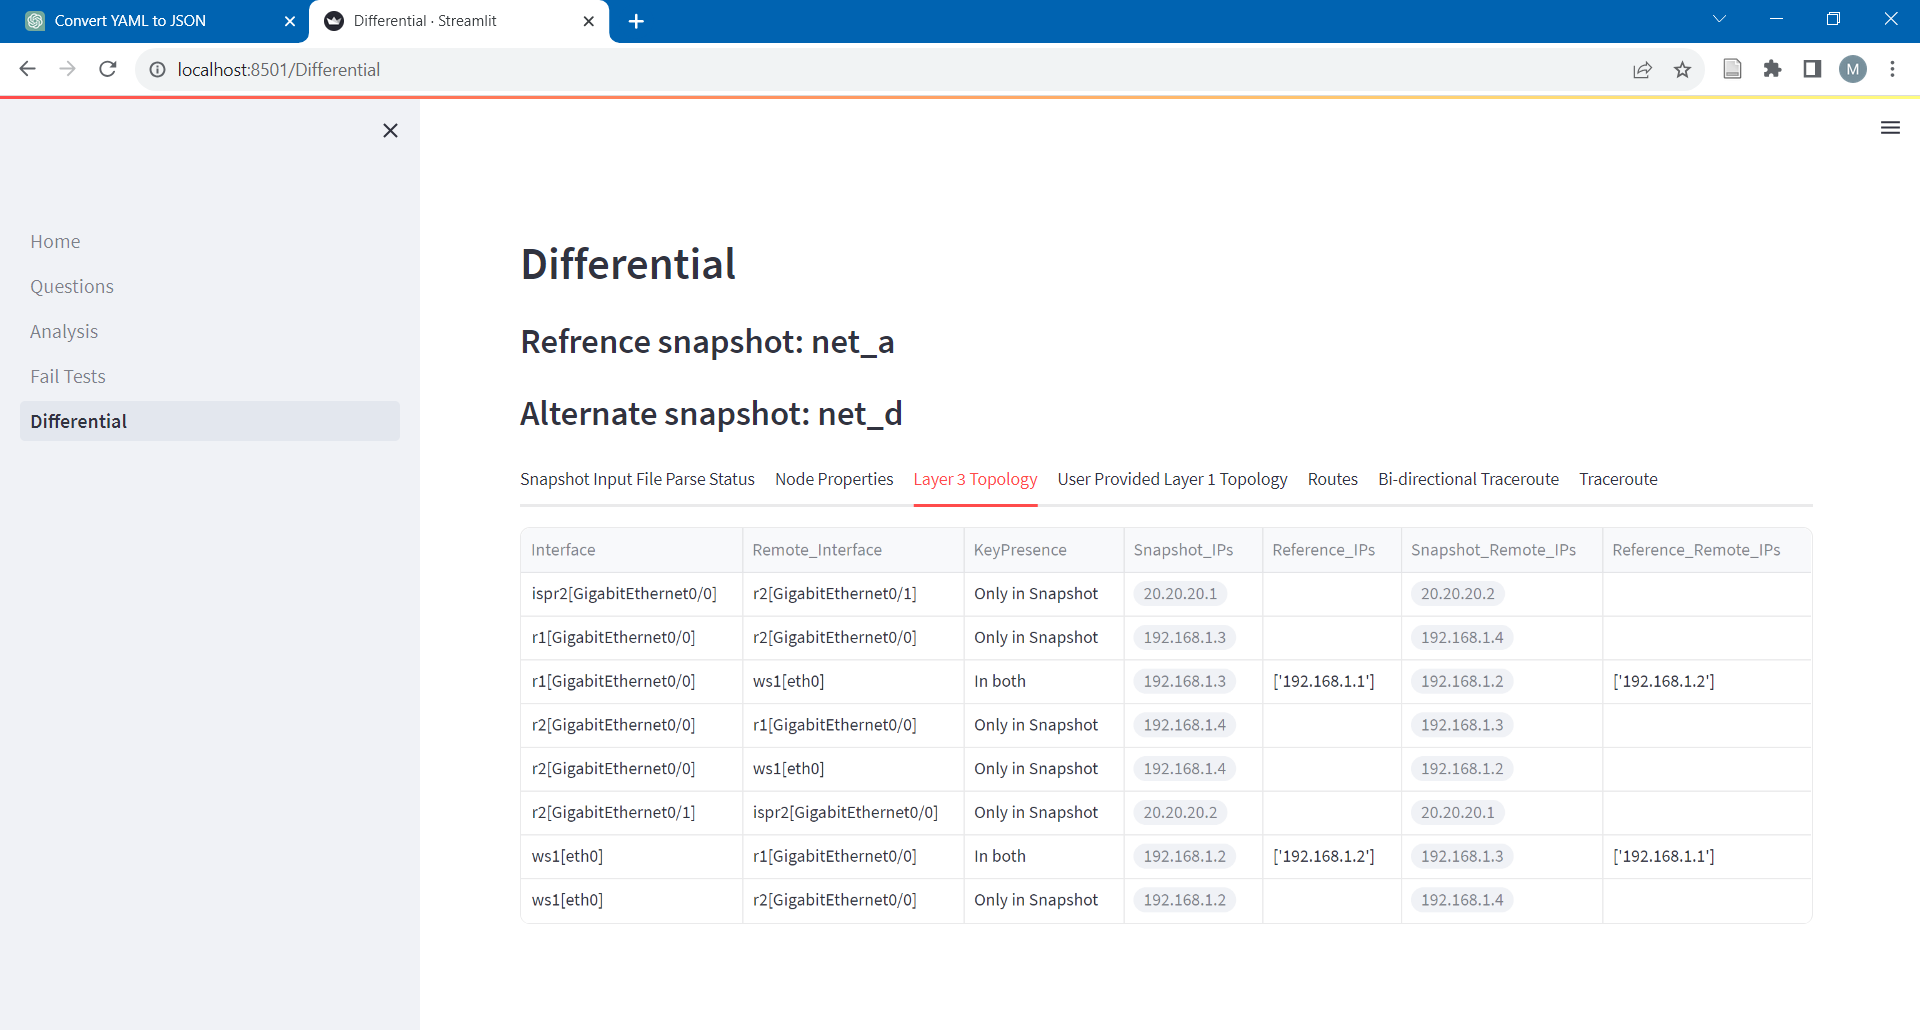 Convert YAML to JSON
Differential · Streamlit
localhost:8501/Differential
M
Home
Questions
Analysis
Fail Tests
Differential
Differential
Refrence snapshot: net_a
Alternate snapshot: net_d
Snapshot Input File Parse Status Node Properties Layer 3 Topology User Provided Layer 1 Topology Routes Bi-directional Traceroute Traceroute
Interface Remote_Interface KeyPresence Snapshot_IPs Reference_IPs Snapshot_Remote_IPs Reference_Remote_IPs
ispr2[GigabitEthernet0/0] r2[GigabitEthernet0/1] Only in Snapshot 20.20.20.1 20.20.20.2
r1[GigabitEthernet0/0] r2[GigabitEthernet0/0] Only in Snapshot 192.168.1.3 192.168.1.4
r1[GigabitEthernet0/0] ws1[eth0] In both 192.168.1.3 ['192.168.1.1'] 192.168.1.2 ['192.168.1.2']
r2[GigabitEthernet0/0] r1[GigabitEthernet0/0] Only in Snapshot 192.168.1.4 192.168.1.3
r2[GigabitEthernet0/0] ws1[eth0] Only in Snapshot 192.168.1.4 192.168.1.2
r2[GigabitEthernet0/1] ispr2[GigabitEthernet0/0] Only in Snapshot 20.20.20.2 20.20.20.1
ws1[eth0] r1[GigabitEthernet0/0] In both 192.168.1.2 ['192.168.1.2'] 192.168.1.3 ['192.168.1.1']
ws1[eth0] r2[GigabitEthernet0/0] Only in Snapshot 192.168.1.2 192.168.1.4